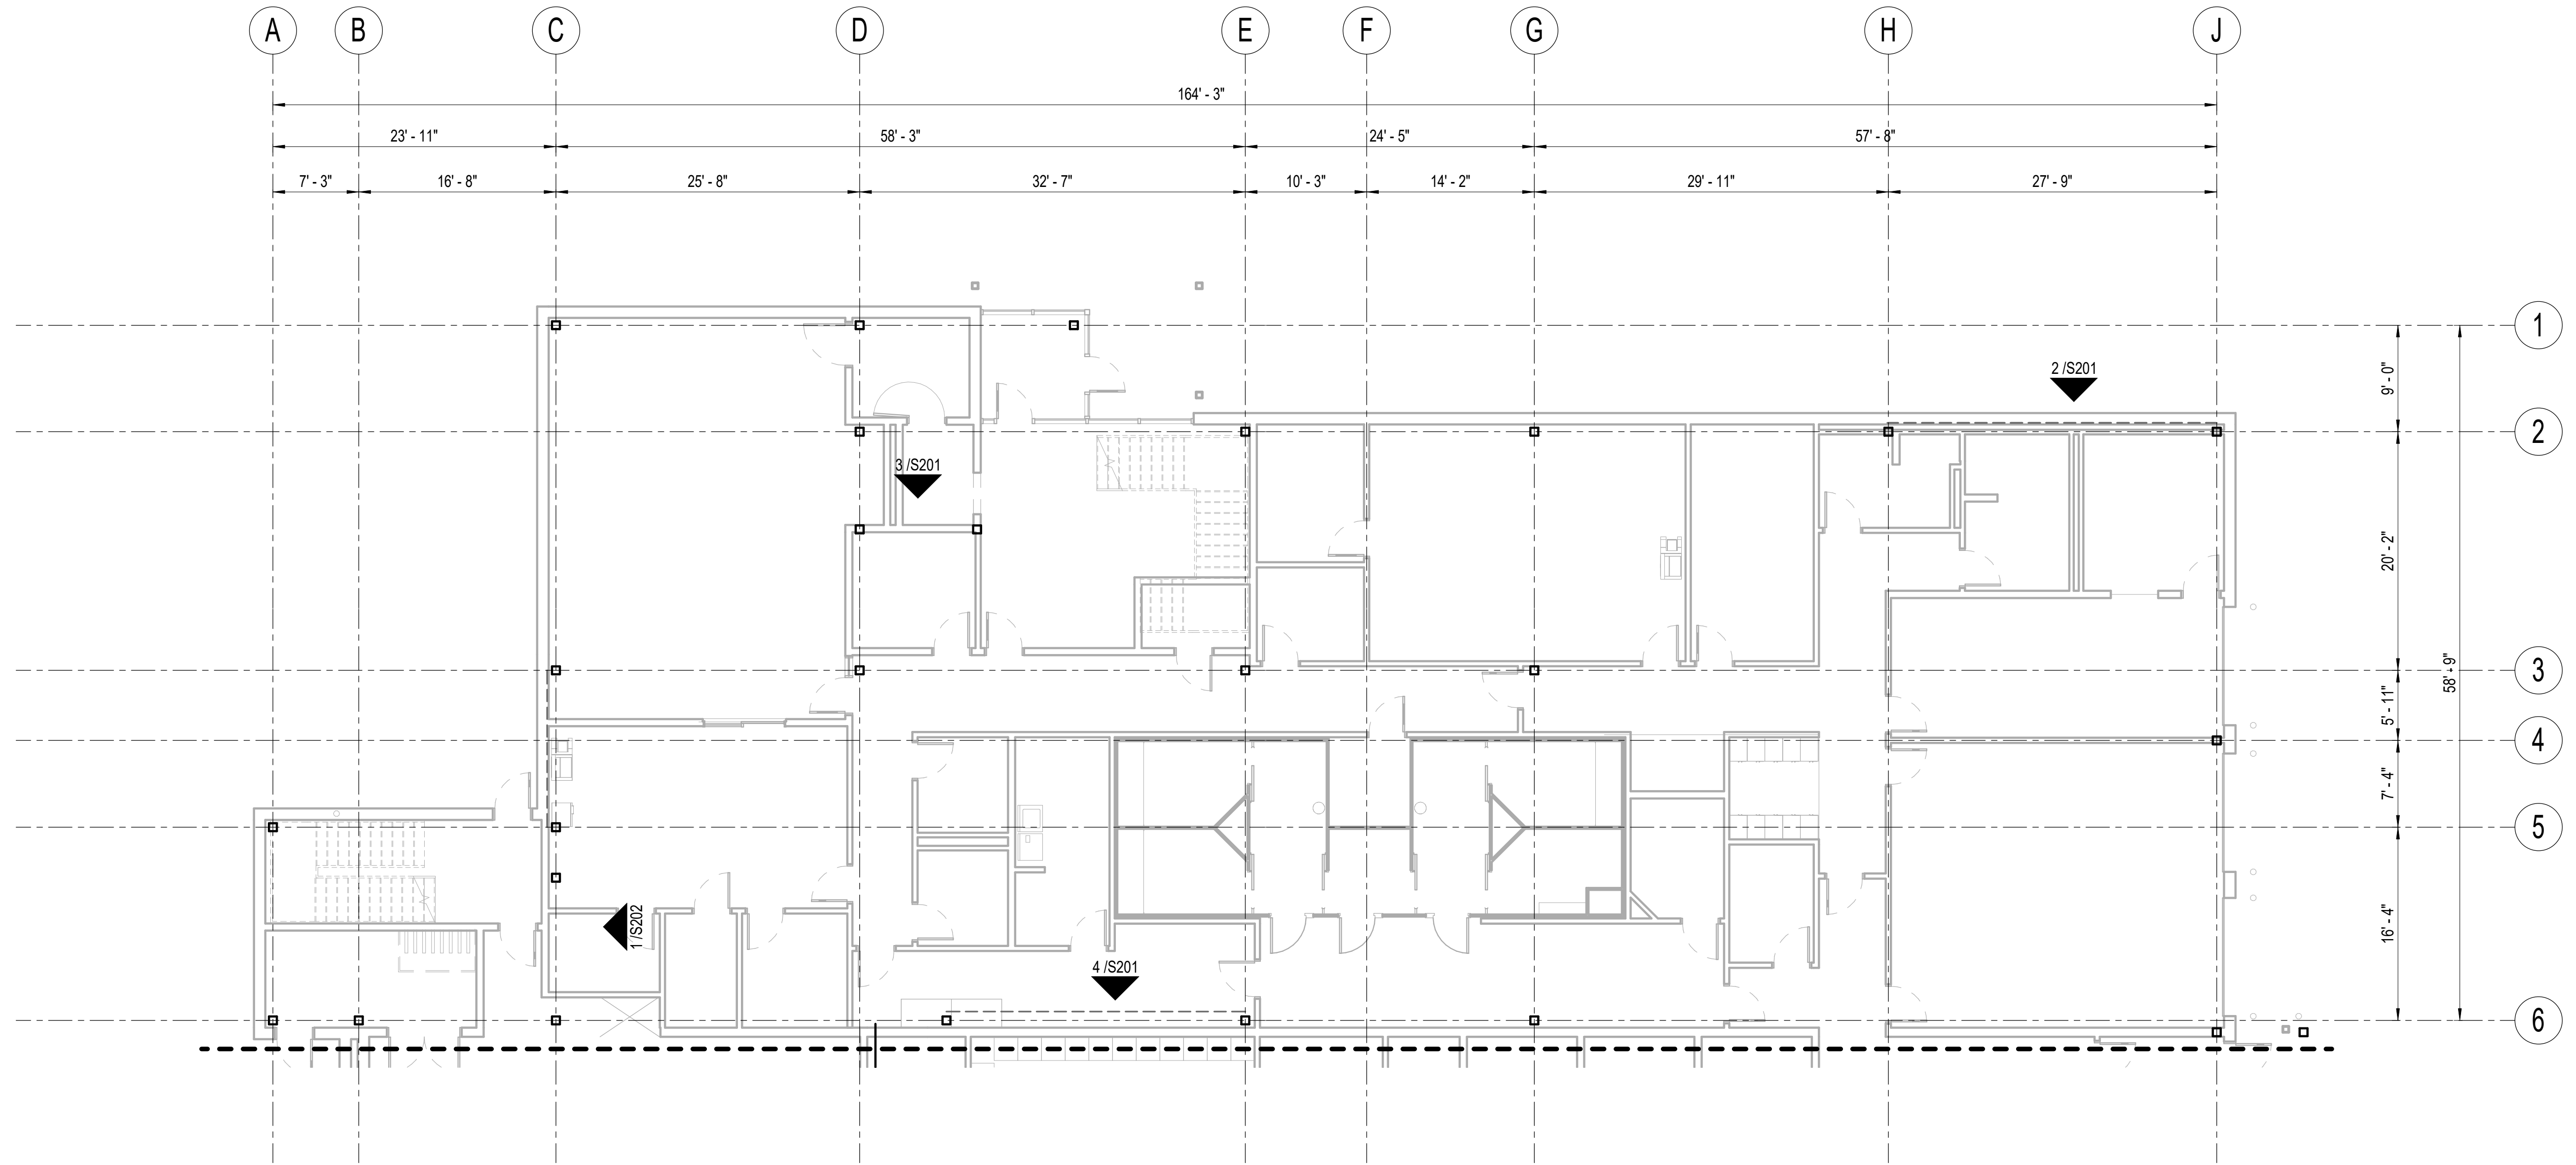 A B C D E F G H J
164' - 3"
23' - 11" 58' - 3" 24' - 5" 57' - 8"
7' - 3" 16' - 8" 25' - 8" 32' - 7" 10' - 3" 14' - 2" 29' - 11" 27' - 9"
1
9' - 0"
2 /S201
2
3 /S201
20' - 2"
3
58' - 9"
5' - 11"
4
7' - 4"
5
1 /S202
16' - 4"
4 /S201
6